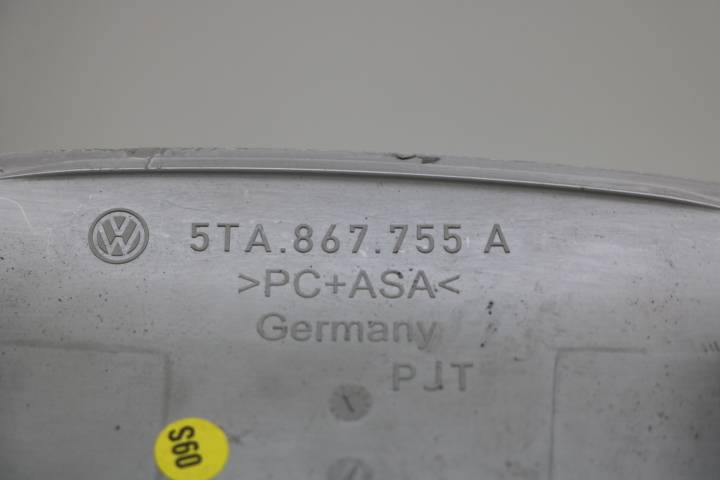 5TA.867.755 A
>PC+ASA<
Germany
PJT
S60